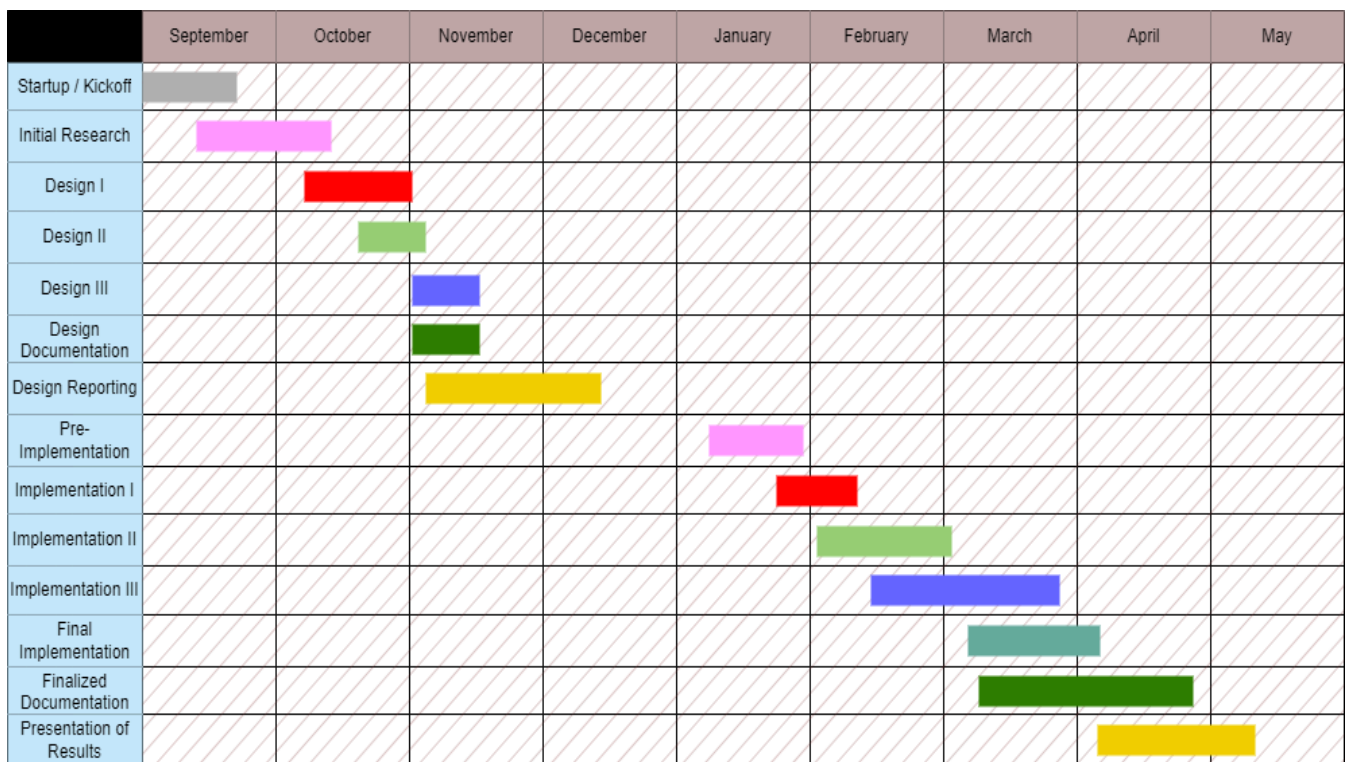 September October November December January February March April May
Startup / Kickoff
Initial Research
Design I
Design II
Design III
Design
Documentation
Design Reporting
Pre-
Implementation
Implementation I
Implementation II
Implementation III
Final
Implementation
Finalized
Documentation
Presentation of
Results